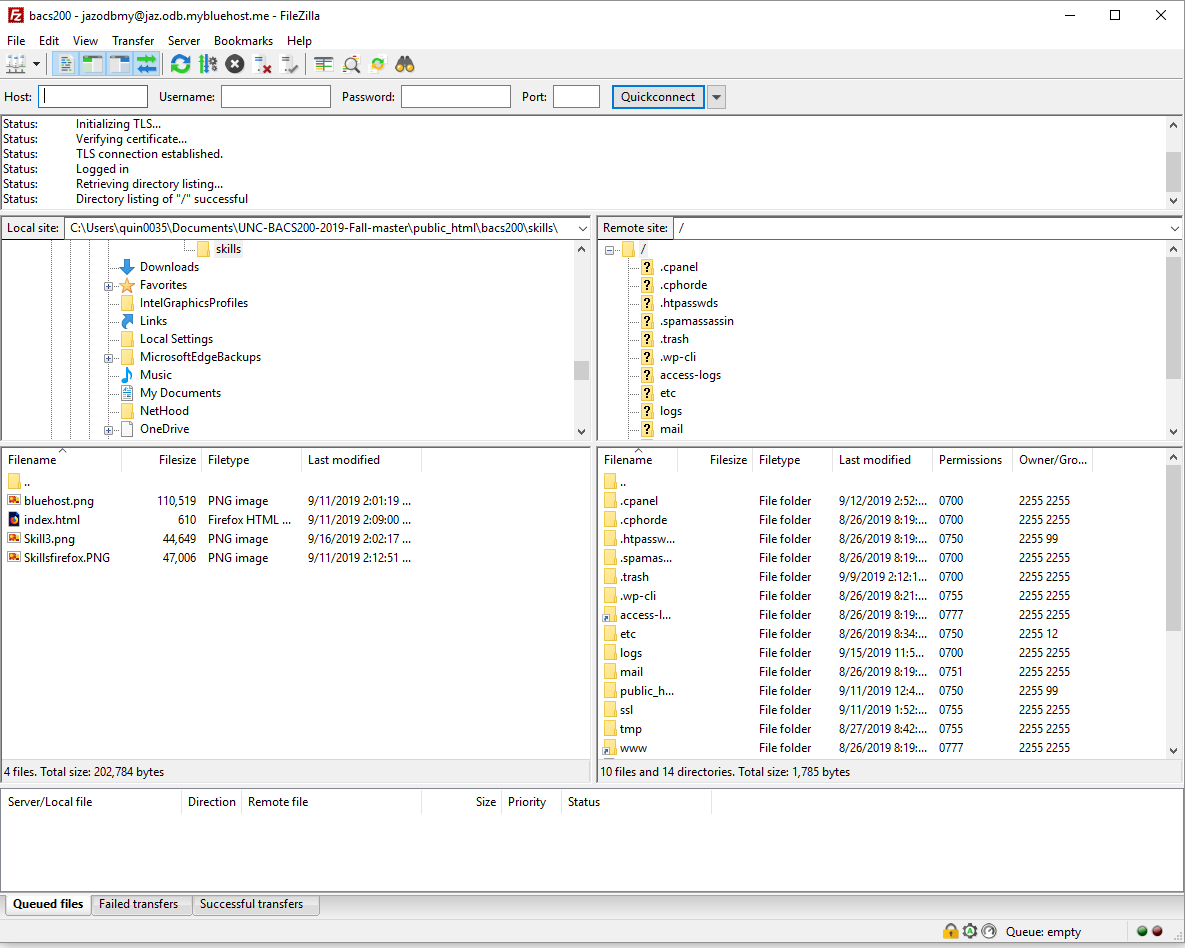 bacs200 - jazodbmy@jaz.odb.mybluehost.me - FileZilla
File Edit View Transfer Server Bookmarks Help
Host: Username: Password: Port: Quickconnect
Status: Initializing TLS...
Status: Verifying certificate...
Status: TLS connection established.
Status: Logged in
Status: Retrieving directory listing...
Status: Directory listing of "/" successful
Local site: C:\Users\quin0035\Documents\UNC-BACS200-2019-Fall-master\public_html\bacs200\skills\
skills
Downloads
Favorites
IntelGraphicsProfiles
Links
Local Settings
MicrosoftEdgeBackups
Music
My Documents
NetHood
OneDrive
Remote site: /
/
.cpanel
.cphorde
.htpasswds
.spamassassin
.trash
.wp-cli
access-logs
etc
logs
mail
Filename Filesize Filetype Last modified
..
bluehost.png 110,519 PNG image 9/11/2019 2:01:19 ...
index.html 610 Firefox HTML ... 9/11/2019 2:09:00 ...
Skill3.png 44,649 PNG image 9/16/2019 2:02:17 ...
Skillsfirefox.PNG 47,006 PNG image 9/11/2019 2:12:51 ...
4 files. Total size: 202,784 bytes
Filename Filesize Filetype Last modified Permissions Owner/Gro...
..
.cpanel File folder 9/12/2019 2:52:... 0700 2255 2255
.cphorde File folder 8/26/2019 8:19:... 0700 2255 2255
.htpassw... File folder 8/26/2019 8:19:... 0750 2255 99
.spamas... File folder 8/26/2019 8:19:... 0700 2255 2255
.trash File folder 9/9/2019 2:12:1... 0700 2255 2255
.wp-cli File folder 8/26/2019 8:21:... 0755 2255 2255
access-l... File folder 8/26/2019 8:19:... 0777 2255 2255
etc File folder 8/26/2019 8:34:... 0750 2255 12
logs File folder 9/15/2019 11:5... 0700 2255 2255
mail File folder 8/26/2019 8:19:... 0751 2255 2255
public_h... File folder 9/11/2019 12:4... 0750 2255 99
ssl File folder 9/11/2019 1:52:... 0755 2255 2255
tmp File folder 8/27/2019 8:42:... 0755 2255 2255
www File folder 8/26/2019 8:19:... 0777 2255 2255
10 files and 14 directories. Total size: 1,785 bytes
Server/Local file Direction Remote file Size Priority Status
Queued files Failed transfers Successful transfers
Queue: empty